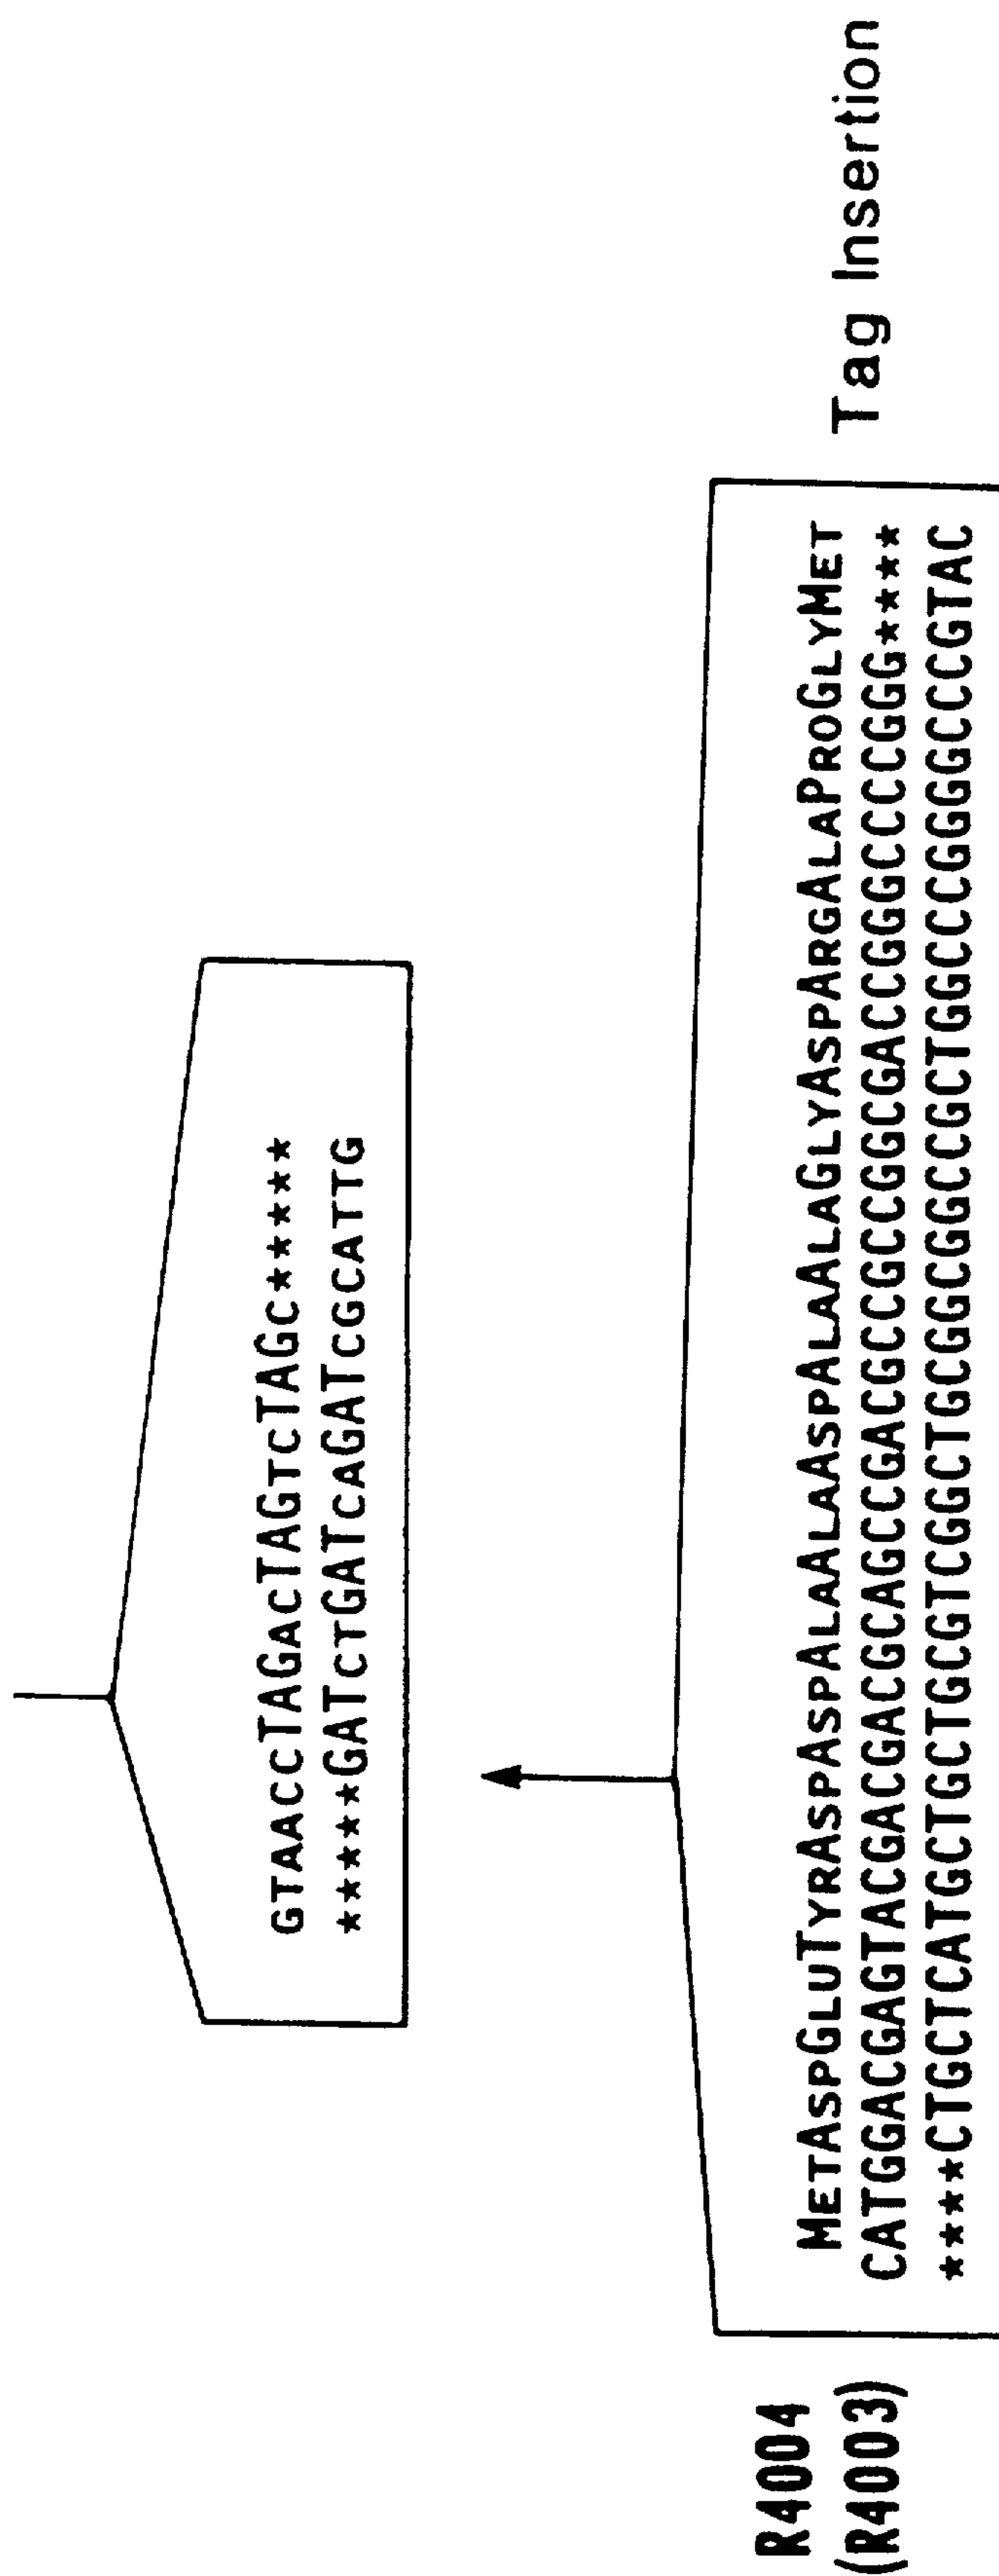 GTAACCTAGACTAGTCTAGC*****
*****GATCTGATCAGATCGCATTG
R4004
(R4003)
METASPGLUTYRASPASPALAALAASPALAALAGLYASPARGALAPROGLYMET
CATGGACGAGTACGACGACGCAGCCGACGCCGCCGGCGACCGGGCCCCGGG****
****CTGCTCATGCTGCTGCGTCGGCTGCGGCGGCCGCTGGCCCGGGGCCCGTAC
Tag Insertion